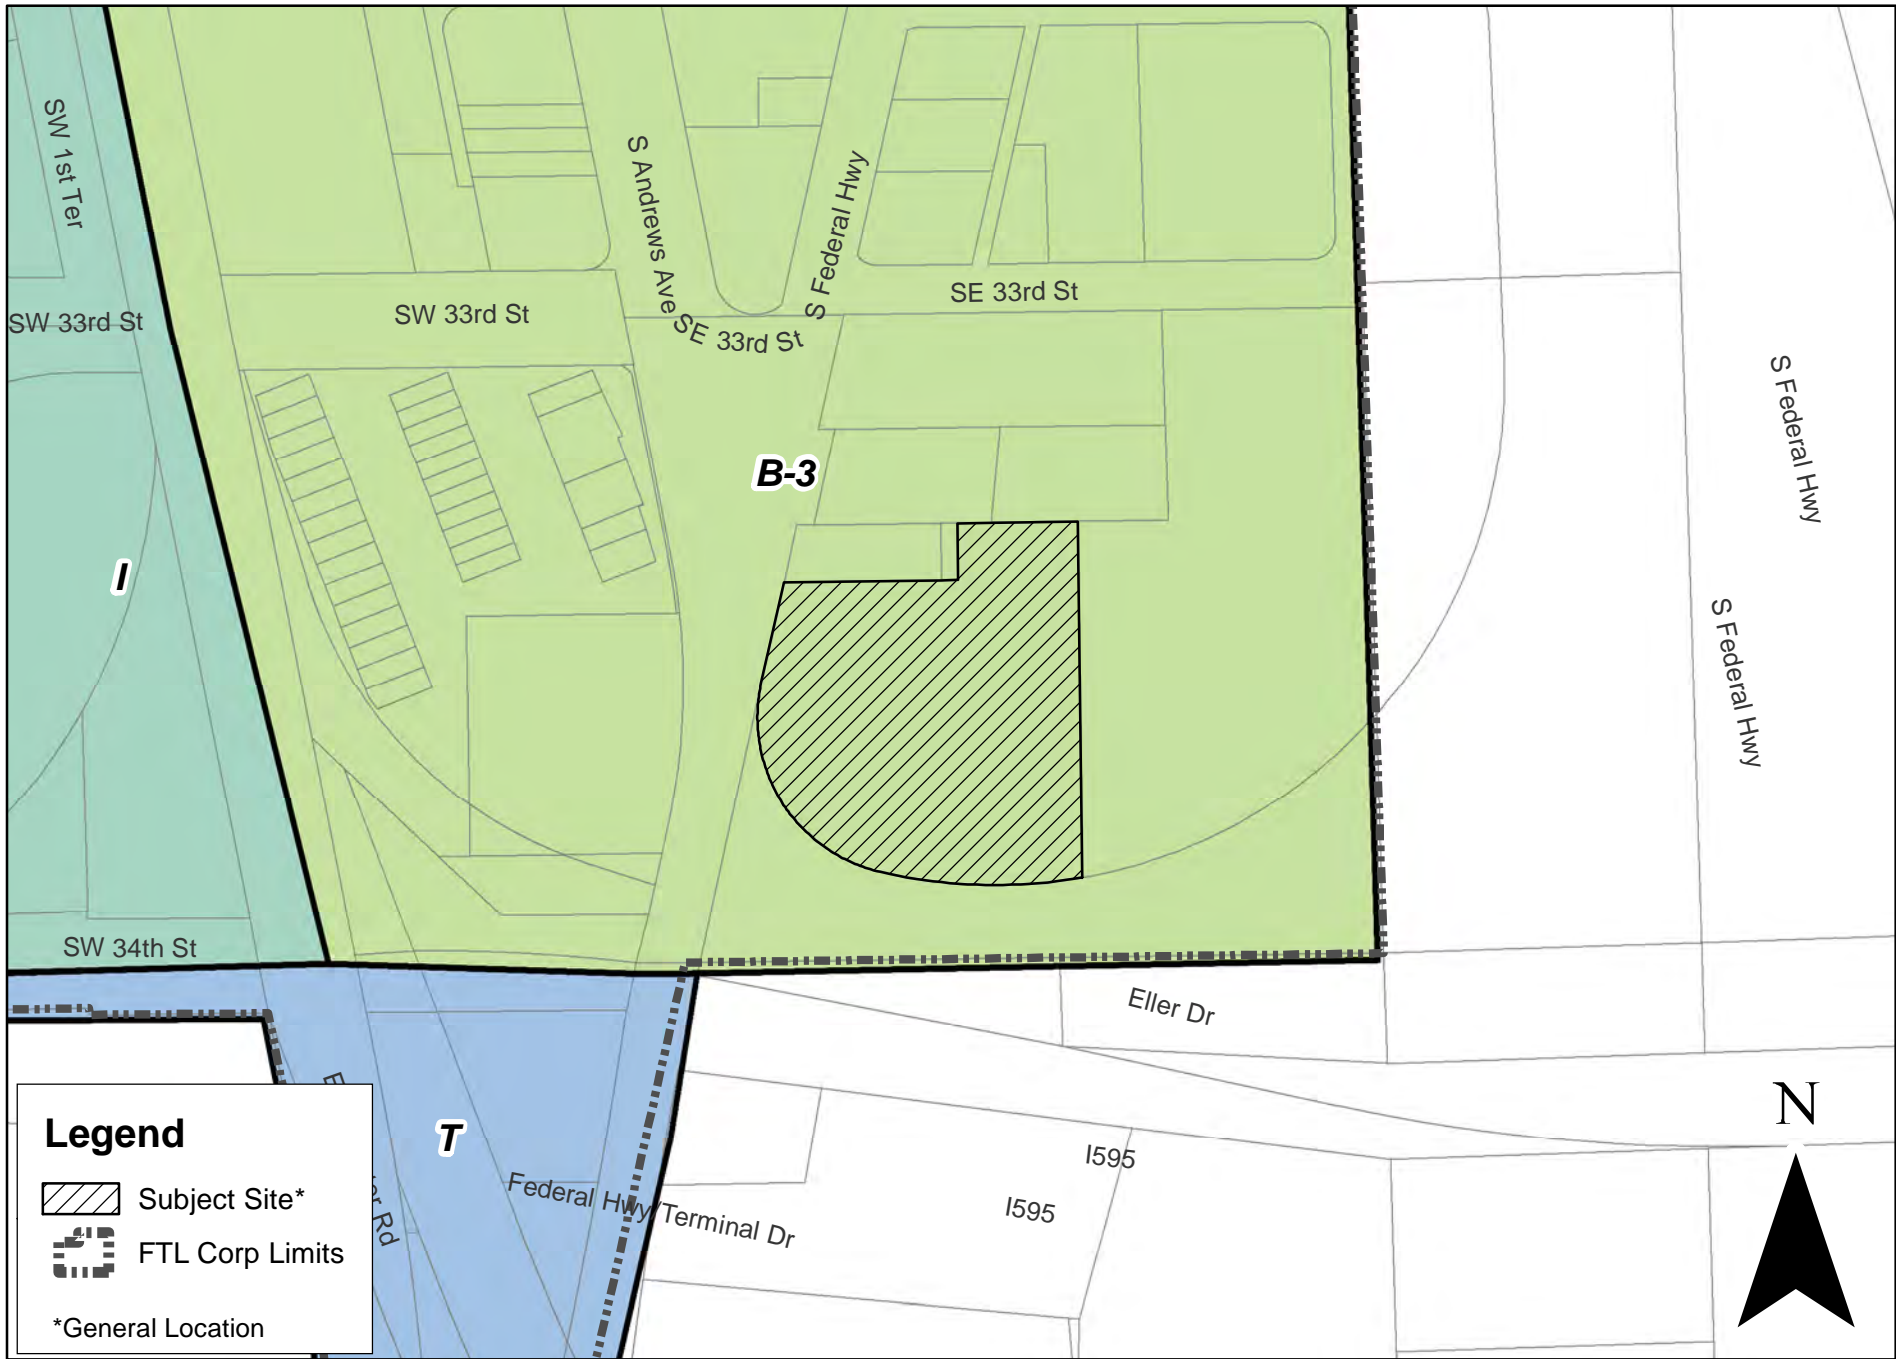 SW 1st Ter
S Andrews Ave
S Federal Hwy
SE 33rd St
SW 33rd St
SW 33rd St
SE 33rd St
S Federal Hwy
B-3
I
S Federal Hwy
SW 34th St
Eller Dr
T
I595
I595
Federal Hwy/Terminal Dr
Rd
N
Legend
Subject Site*
FTL Corp Limits
*General Location